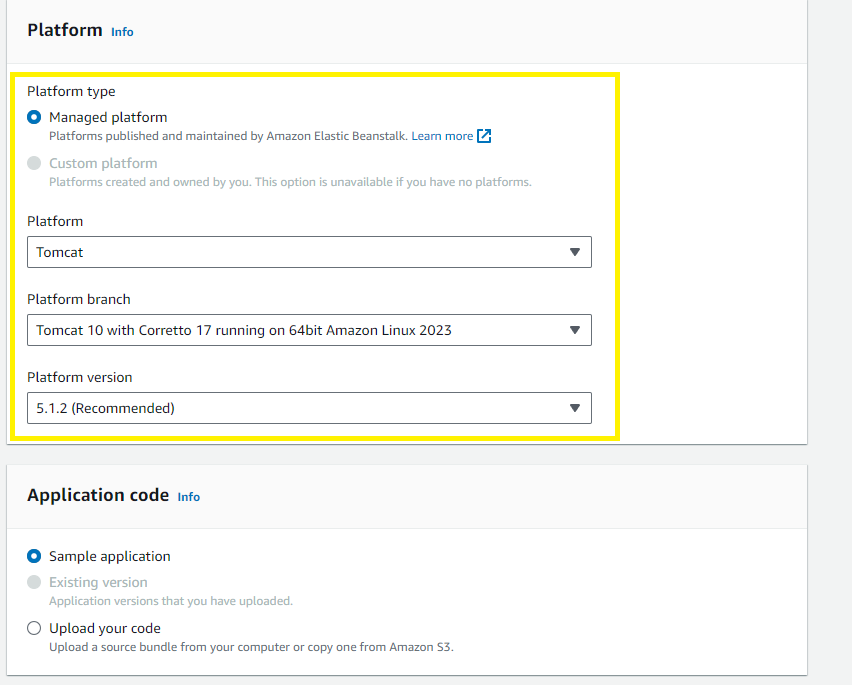 Platform Info
Platform type
Managed platform
Platforms published and maintained by Amazon Elastic Beanstalk. Learn more
Custom platform
Platforms created and owned by you. This option is unavailable if you have no platforms.
Platform
Tomcat
Platform branch
Tomcat 10 with Corretto 17 running on 64bit Amazon Linux 2023
Platform version
5.1.2 (Recommended)
Application code Info
Sample application
Existing version
Application versions that you have uploaded.
Upload your code
Upload a source bundle from your computer or copy one from Amazon S3.